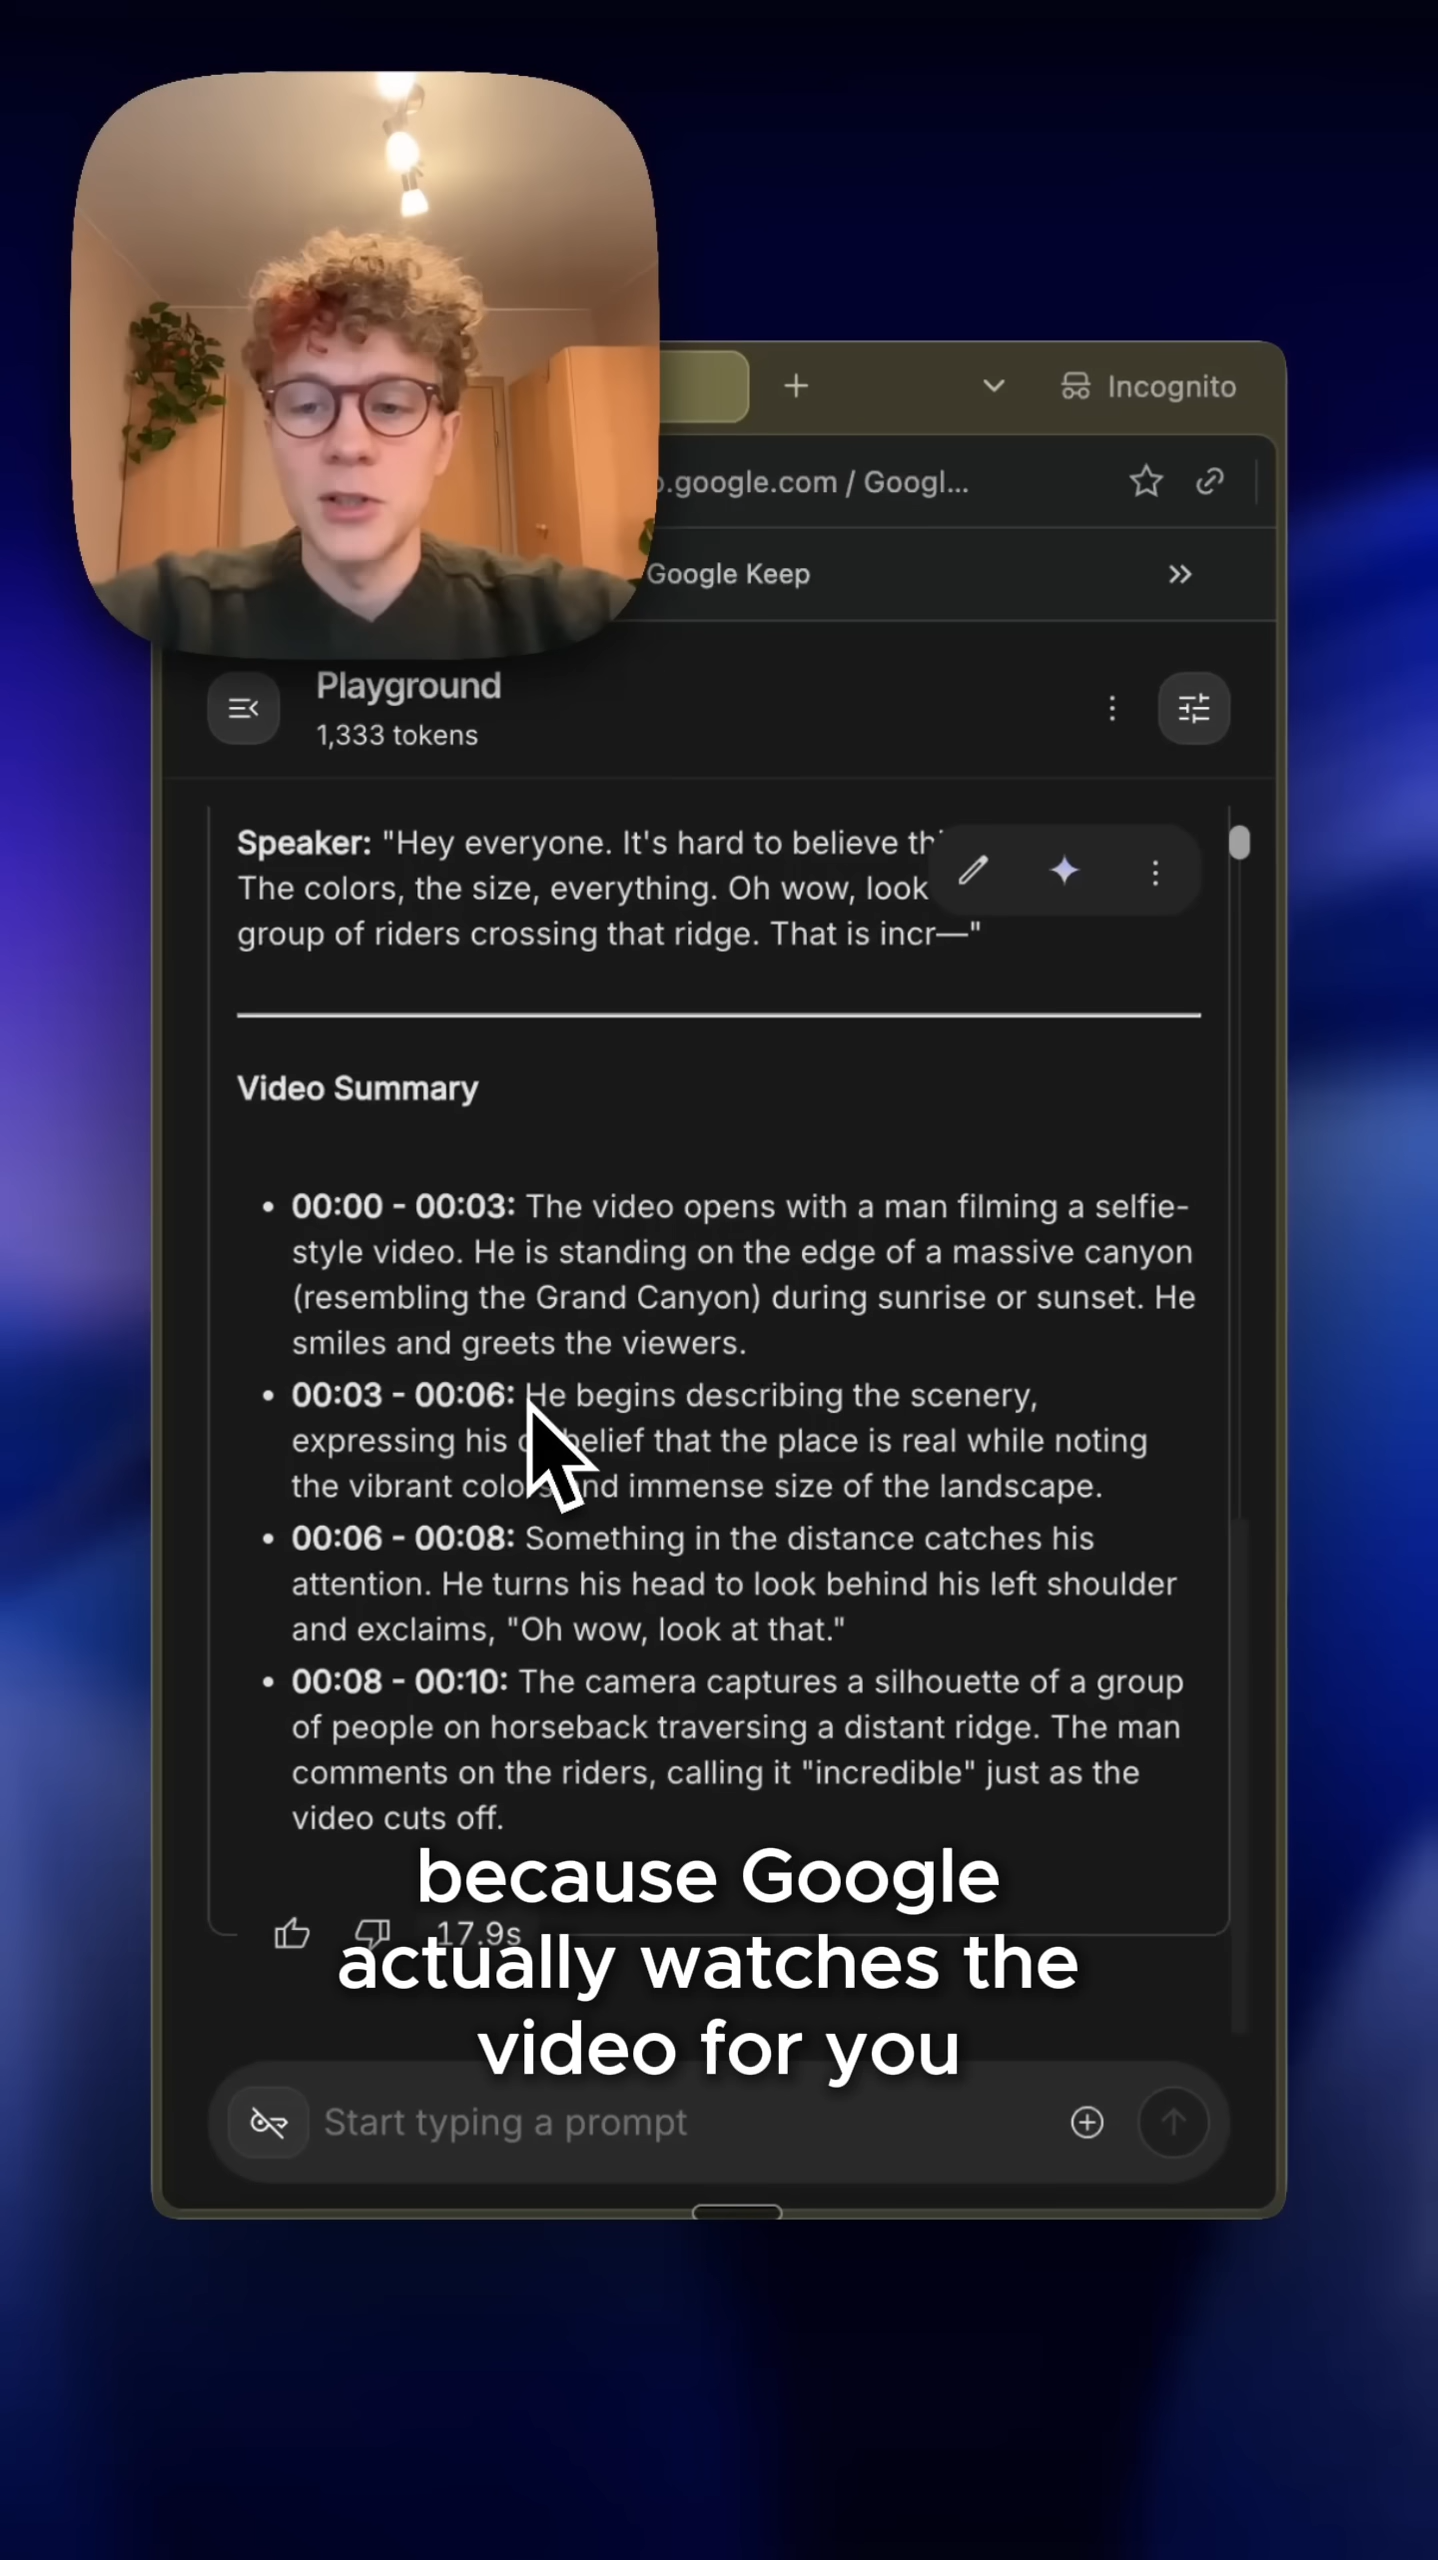 Incognito
.google.com / Googl...
Google Keep
Playground
1,333 tokens
Speaker: "Hey everyone. It's hard to believe
The colors, the size, everything. Oh wow, look
group of riders crossing that ridge. That is incr—"
Video Summary
• 00:00 - 00:03: The video opens with a man filming a selfie-
style video. He is standing on the edge of a massive canyon
(resembling the Grand Canyon) during sunrise or sunset. He
smiles and greets the viewers.
• 00:03 - 00:06: He begins describing the scenery,
expressing his disbelief that the place is real while noting
the vibrant colors and immense size of the landscape.
• 00:06 - 00:08: Something in the distance catches his
attention. He turns his head to look behind his left shoulder
and exclaims, "Oh wow, look at that."
• 00:08 - 00:10: The camera captures a silhouette of a group
of people on horseback traversing a distant ridge. The man
comments on the riders, calling it "incredible" just as the
video cuts off.
17.9s
because Google
actually watches the
video for you
Start typing a prompt